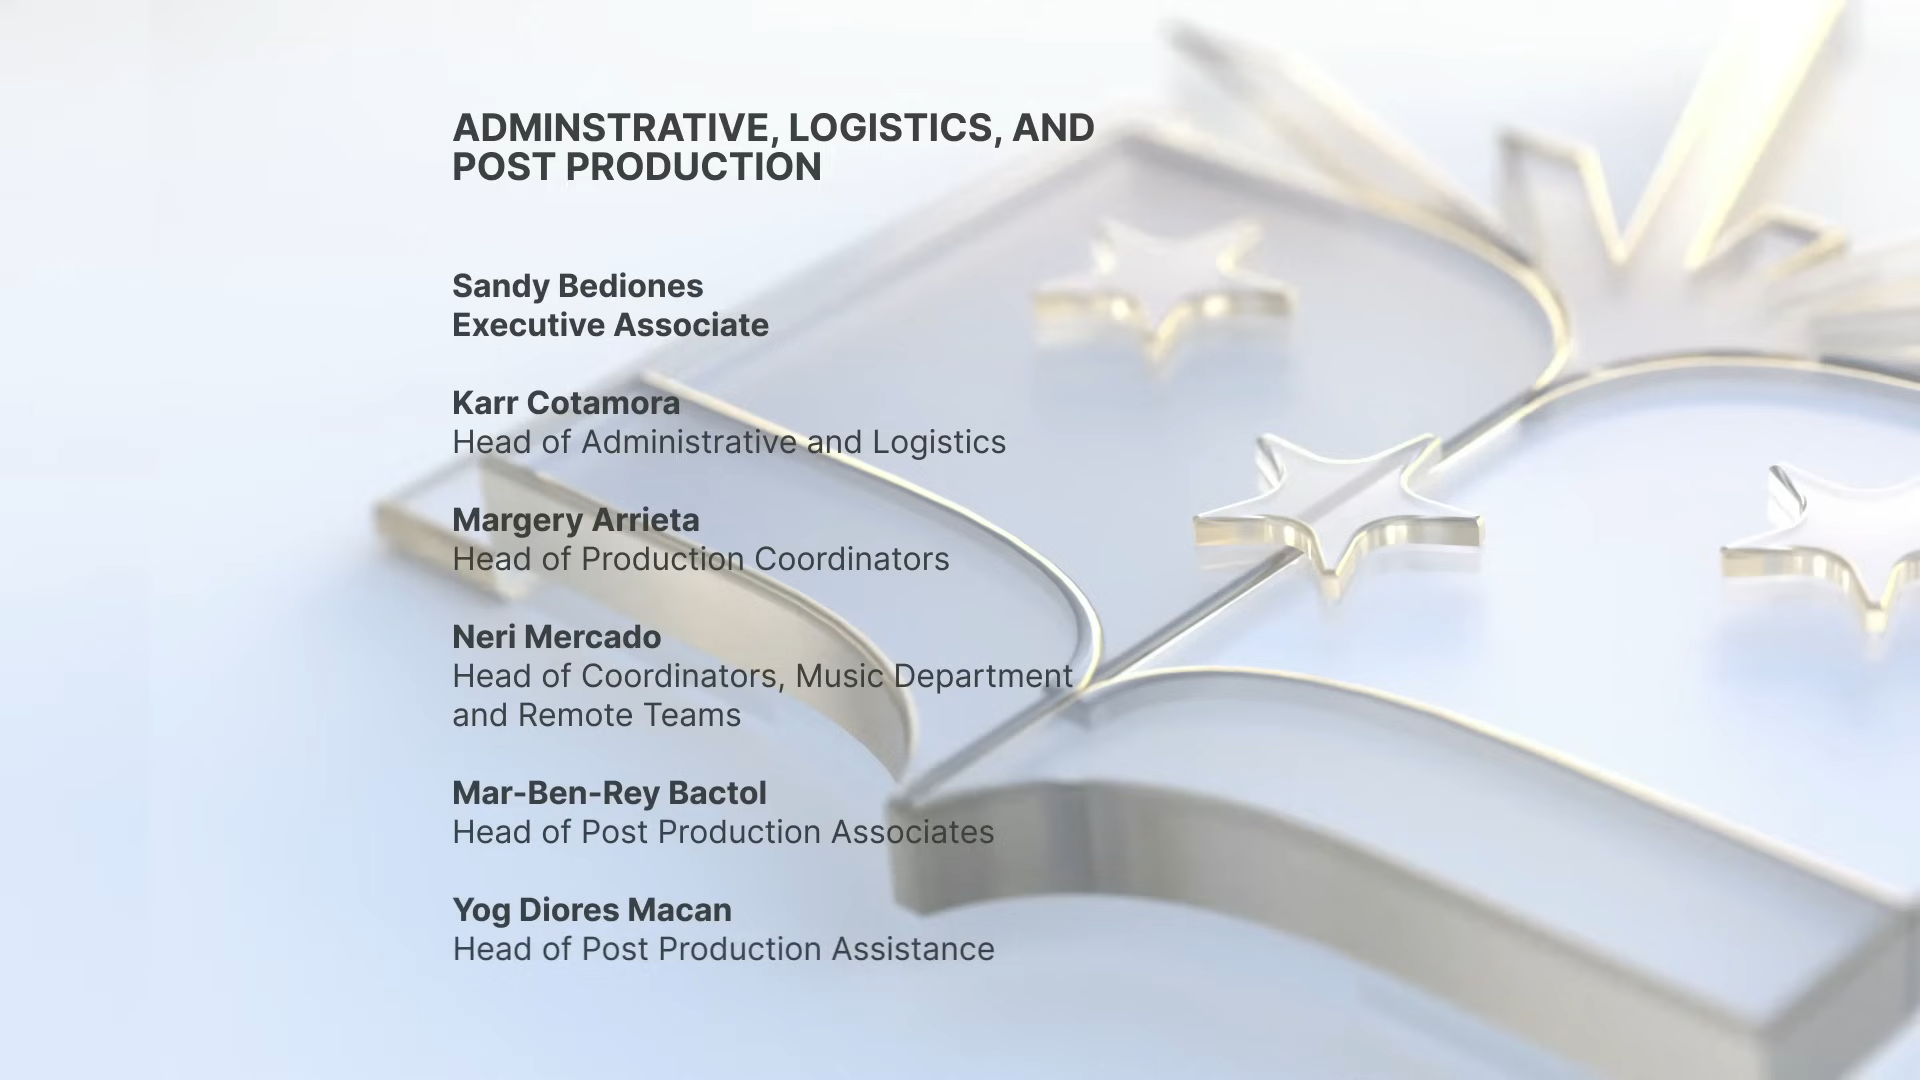 ADMINSTRATIVE, LOGISTICS, AND
POST PRODUCTION
Sandy Bediones
Executive Associate
Karr Cotamora
Head of Administrative and Logistics
Margery Arrieta
Head of Production Coordinators
Neri Mercado
Head of Coordinators, Music Department
and Remote Teams
Mar-Ben-Rey Bactol
Head of Post Production Associates
Yog Diores Macan
Head of Post Production Assistance